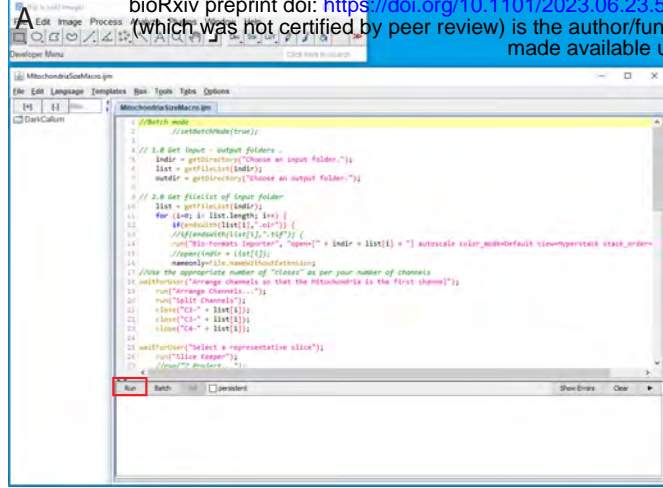 bioRxiv preprint doi: https://doi.org/10.1101/2023.06.23.5
(which was not certified by peer review) is the author/fun
made available u
A
Edit Image Process
Developer Menu
Click here to search
MitochondriaSizeMacro.ijm
File Edit Language Templates Run Tools Tabs Options
DarkCallum
MitochondriaSizeMacro.ijm
//Batch mode
//setBatchMode(true);
// 1.0 Get input - output folders .
indir = getDirectory("Choose an input folder.");
list = getFileList(indir);
outdir = getDirectory("Choose an output folder.");
// 2.0 Get filelist of input folder
list = getFileList(indir);
for (i=0; i< list.length; i++) {
if(endsWith(list[i],".oir")) {
//if(endsWith(list[i],".tif")) {
run("Bio-Formats Importer", "open=[" + indir + list[i] + "] autoscale color_mode=Default view=Hyperstack stack_order=
//open(indir + list[i]);
nameonly=File.nameWithoutExtension;
//Use the appropriate number of "closes" as per your number of channels
waitForUser("Arrange channels so that the Mitochondria is the first channel");
run("Arrange Channels...");
run("Split Channels");
close("C2-" + list[i]);
close("C3-" + list[i]);
close("C4-" + list[i]);
waitForUser("Select a representative slice");
run("Slice Keeper");
//run("Z Project...");
Run Batch persistent Show Errors Clear